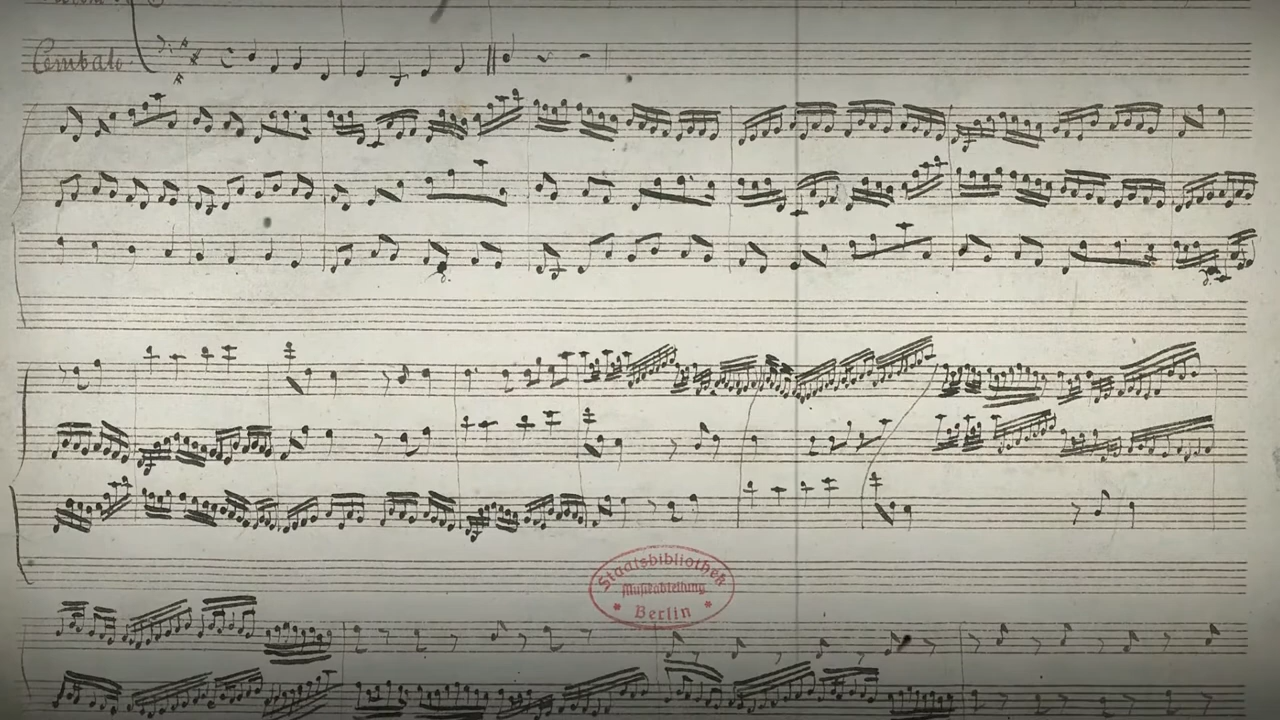 Cembalo
Staatsbibliothek
Musikabteilung
* Berlin *